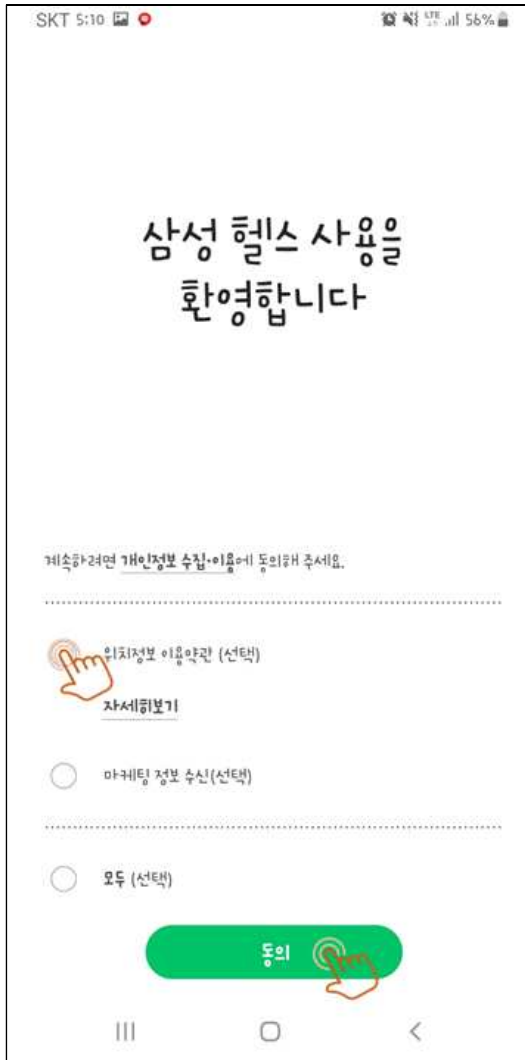 SKT 5:10 LTE 56%
삼성 헬스 사용을
환영합니다
계속하려면 개인정보 수집·이용에 동의해 주세요.
위치정보 이용약관 (선택)
자세히보기
마케팅 정보 수신(선택)
모두 (선택)
동의